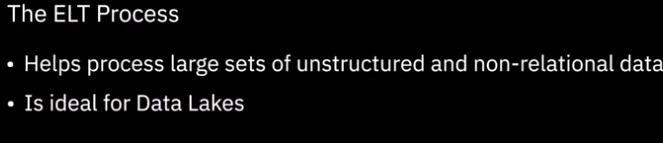 The ELT Process
• Helps process large sets of unstructured and non-relational data
• Is ideal for Data Lakes